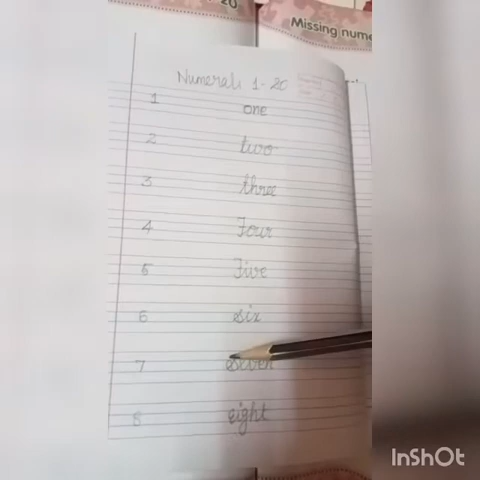 20
Missing nume
Numerals 1-20
1 one
2 two
3 three
4 Four
5 Five
6 six
7 seven
8 eight
InShOt